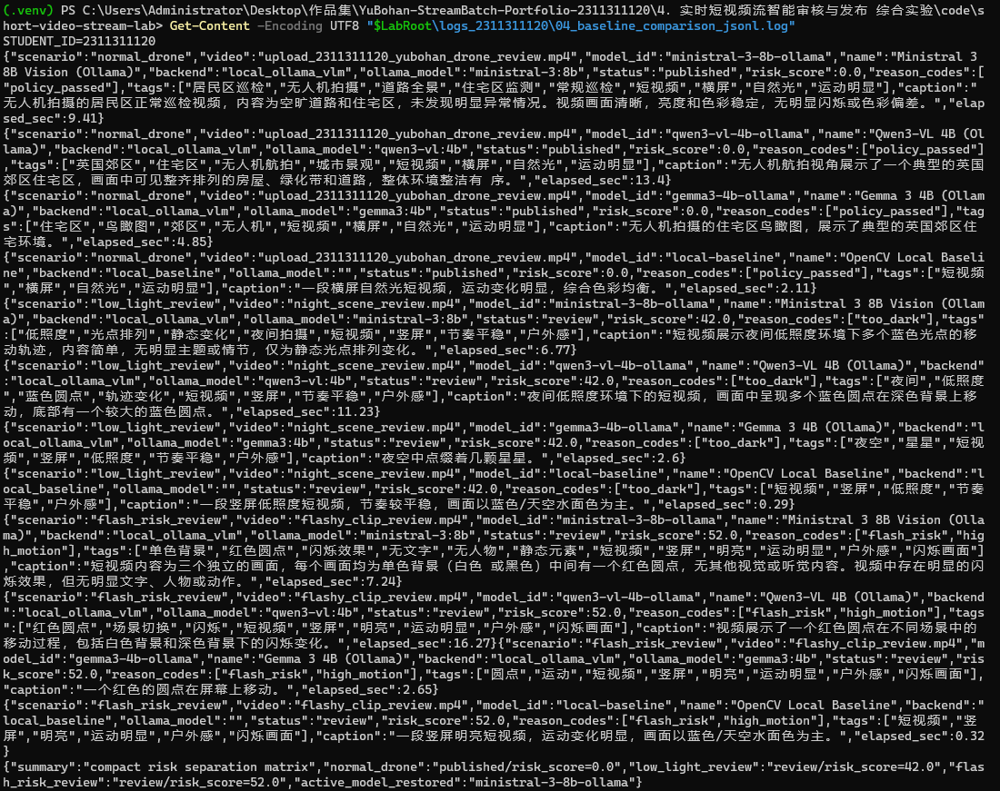 (.venv) PS C:\Users\Administrator\Desktop\作品集\YuBohan-StreamBatch-Portfolio-2311311120\4. 实时短视频流智能审核与发布 综合实验\code\s
hort-video-stream-lab> Get-Content -Encoding UTF8 "$LabRoot\logs_2311311120\04_baseline_comparison_jsonl.log"
STUDENT_ID=2311311120
{"scenario":"normal_drone","video":"upload_2311311120_yubohan_drone_review.mp4","model_id":"ministral-3-8b-ollama","name":"Ministral 3
8B Vision (Ollama)","backend":"local_ollama_vlm","ollama_model":"ministral-3:8b","status":"published","risk_score":0.0,"reason_codes":[
"policy_passed"],"tags":["居民区巡检","无人机拍摄","道路全景","住宅区监测","常规巡检","短视频","横屏","自然光","运动明显"],"caption":"
无人机拍摄的居民区正常巡检视频，内容为空旷道路和住宅区，未发现明显异常情况。视频画面清晰，亮度和色彩稳定，无明显闪烁或色彩偏差。","elap
sed_sec":9.41}
{"scenario":"normal_drone","video":"upload_2311311120_yubohan_drone_review.mp4","model_id":"qwen3-vl-4b-ollama","name":"Qwen3-VL 4B (Ol
lama)","backend":"local_ollama_vlm","ollama_model":"qwen3-vl:4b","status":"published","risk_score":0.0,"reason_codes":["policy_passed"]
,"tags":["英国郊区","住宅区","无人机航拍","城市景观","短视频","横屏","自然光","运动明显"],"caption":"无人机航拍视角展示了一个典型的英国
郊区住宅区，画面中可见整齐排列的房屋、绿化带和道路，整体环境整洁有 序。","elapsed_sec":13.4}
{"scenario":"normal_drone","video":"upload_2311311120_yubohan_drone_review.mp4","model_id":"gemma3-4b-ollama","name":"Gemma 3 4B (Ollam
a)","backend":"local_ollama_vlm","ollama_model":"gemma3:4b","status":"published","risk_score":0.0,"reason_codes":["policy_passed"],"tag
s":["住宅区","鸟瞰图","郊区","无人机","短视频","横屏","自然光","运动明显"],"caption":"无人机拍摄的住宅区鸟瞰图，展示了典型的英国郊区住
宅环境。","elapsed_sec":4.85}
{"scenario":"normal_drone","video":"upload_2311311120_yubohan_drone_review.mp4","model_id":"local-baseline","name":"OpenCV Local Baseli
ne","backend":"local_baseline","ollama_model":"","status":"published","risk_score":0.0,"reason_codes":["policy_passed"],"tags":["短视频
","横屏","自然光","运动明显"],"caption":"一段横屏自然光短视频，运动变化明显，综合色彩均衡。","elapsed_sec":2.11}
{"scenario":"low_light_review","video":"night_scene_review.mp4","model_id":"ministral-3-8b-ollama","name":"Ministral 3 8B Vision (Ollam
a)","backend":"local_ollama_vlm","ollama_model":"ministral-3:8b","status":"review","risk_score":42.0,"reason_codes":["too_dark"],"tags"
:["低照度","光点排列","静态变化","夜间拍摄","短视频","竖屏","节奏平稳","户外感"],"caption":"短视频展示夜间低照度环境下多个蓝色光点的移
动轨迹，内容简单，无明显主题或情节，仅为静态光点排列变化。","elapsed_sec":6.77}
{"scenario":"low_light_review","video":"night_scene_review.mp4","model_id":"qwen3-vl-4b-ollama","name":"Qwen3-VL 4B (Ollama)","backend"
:"local_ollama_vlm","ollama_model":"qwen3-vl:4b","status":"review","risk_score":42.0,"reason_codes":["too_dark"],"tags":["夜间","低照度
","蓝色圆点","轨迹变化","短视频","竖屏","节奏平稳","户外感"],"caption":"夜间低照度环境下的短视频，画面中呈现多个蓝色圆点在深色背景上移
动，底部有一个较大的蓝色圆点。","elapsed_sec":11.23}
{"scenario":"low_light_review","video":"night_scene_review.mp4","model_id":"gemma3-4b-ollama","name":"Gemma 3 4B (Ollama)","backend":"l
ocal_ollama_vlm","ollama_model":"gemma3:4b","status":"review","risk_score":42.0,"reason_codes":["too_dark"],"tags":["夜空","星星","短视
频","竖屏","低照度","节奏平稳","户外感"],"caption":"夜空中点缀着几颗星星。","elapsed_sec":2.6}
{"scenario":"low_light_review","video":"night_scene_review.mp4","model_id":"local-baseline","name":"OpenCV Local Baseline","backend":"l
ocal_baseline","ollama_model":"","status":"review","risk_score":42.0,"reason_codes":["too_dark"],"tags":["短视频","竖屏","低照度","节奏
平稳","户外感"],"caption":"一段竖屏低照度短视频，节奏较平稳，画面以蓝色/天空水面色为主。","elapsed_sec":0.29}
{"scenario":"flash_risk_review","video":"flashy_clip_review.mp4","model_id":"ministral-3-8b-ollama","name":"Ministral 3 8B Vision (Olla
ma)","backend":"local_ollama_vlm","ollama_model":"ministral-3:8b","status":"review","risk_score":52.0,"reason_codes":["flash_risk","hig
h_motion"],"tags":["单色背景","红色圆点","闪烁效果","无文字","无人物","静态元素","短视频","竖屏","明亮","运动明显","户外感","闪烁画面"]
,"caption":"短视频内容为三个独立的画面，每个画面均为单色背景（白色 或黑色）中间有一个红色圆点，无其他视觉或听觉内容。视频中存在明显的闪
烁效果，但无明显文字、人物或动作。","elapsed_sec":7.24}
{"scenario":"flash_risk_review","video":"flashy_clip_review.mp4","model_id":"qwen3-vl-4b-ollama","name":"Qwen3-VL 4B (Ollama)","backend
":"local_ollama_vlm","ollama_model":"qwen3-vl:4b","status":"review","risk_score":52.0,"reason_codes":["flash_risk","high_motion"],"tags
":["红色圆点","场景切换","闪烁","短视频","竖屏","明亮","运动明显","户外感","闪烁画面"],"caption":"视频展示了一个红色圆点在不同场景中的
移动过程，包括白色背景和深色背景下的闪烁变化。","elapsed_sec":16.27}{"scenario":"flash_risk_review","video":"flashy_clip_review.mp4","m
odel_id":"gemma3-4b-ollama","name":"Gemma 3 4B (Ollama)","backend":"local_ollama_vlm","ollama_model":"gemma3:4b","status":"review","ris
k_score":52.0,"reason_codes":["flash_risk","high_motion"],"tags":["圆点","运动","短视频","竖屏","明亮","运动明显","户外感","闪烁画面"],
"caption":"一个红色的圆点在屏幕上移动。","elapsed_sec":2.65}
{"scenario":"flash_risk_review","video":"flashy_clip_review.mp4","model_id":"local-baseline","name":"OpenCV Local Baseline","backend":"
local_baseline","ollama_model":"","status":"review","risk_score":52.0,"reason_codes":["flash_risk","high_motion"],"tags":["短视频","竖
屏","明亮","运动明显","户外感","闪烁画面"],"caption":"一段竖屏明亮短视频，运动变化明显，画面以蓝色/天空水面色为主。","elapsed_sec":0.32
}
{"summary":"compact risk separation matrix","normal_drone":"published/risk_score=0.0","low_light_review":"review/risk_score=42.0","flas
h_risk_review":"review/risk_score=52.0","active_model_restored":"ministral-3-8b-ollama"}